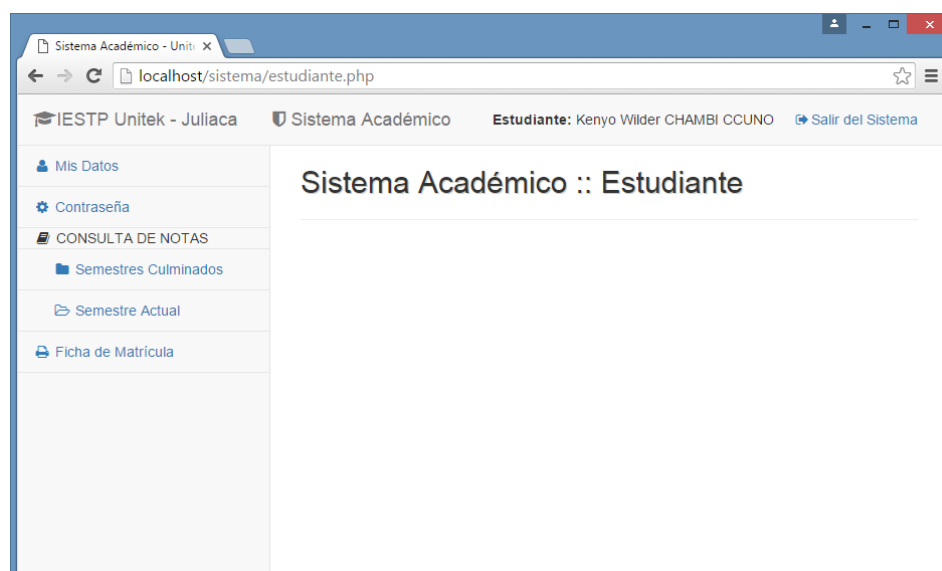 Sistema Académico - Unit
localhost/sistema/estudiante.php
IESTP Unitek - Juliaca Sistema Académico Estudiante: Kenyo Wilder CHAMBI CCUNO Salir del Sistema
Mis Datos
Contraseña
CONSULTA DE NOTAS
Semestres Culminados
Semestre Actual
Ficha de Matrícula
Sistema Académico :: Estudiante